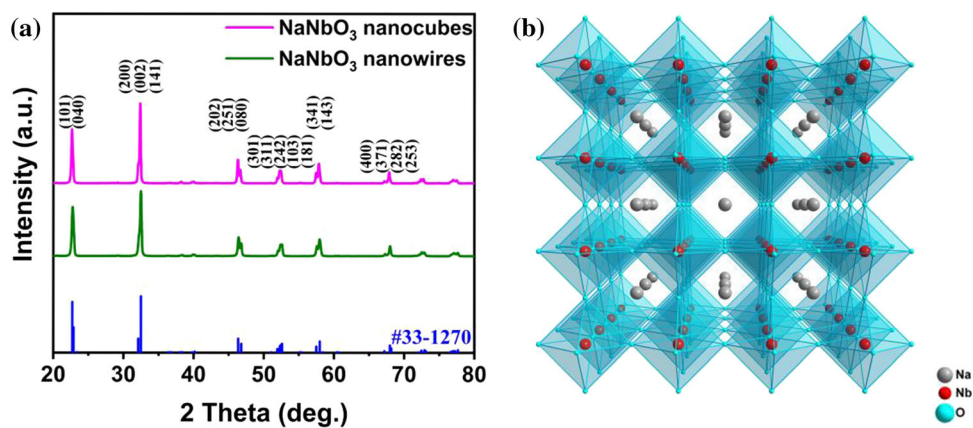 (a)
Intensity (a.u.)
NaNbO3 nanocubes
NaNbO3 nanowires
(101)
(040)
(200)
(002)
(141)
(202)
(251)
(080)
(301)
(311)
(242)
(103)
(181)
(341)
(143)
(400)
(371)
(282)
(253)
#33-1270
20 30 40 50 60 70 80
2 Theta (deg.)
(b)
Na
Nb
O